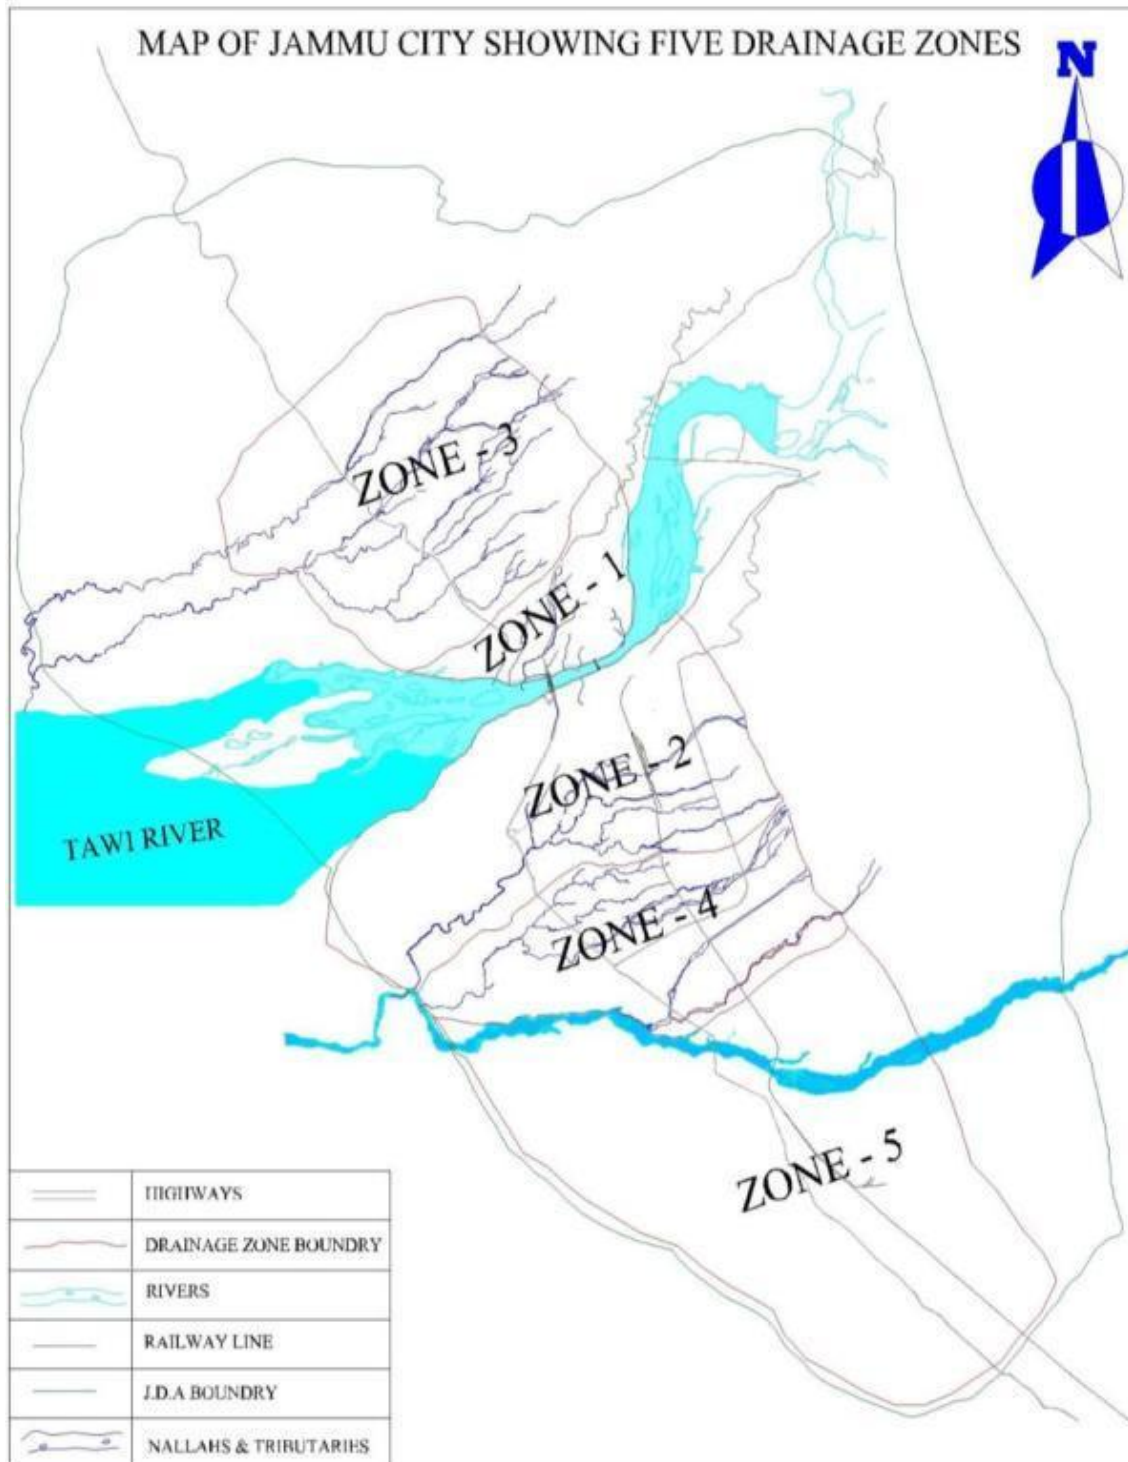 MAP OF JAMMU CITY SHOWING FIVE DRAINAGE ZONES
N
ZONE - 3
ZONE - 1
ZONE - 2
TAWI RIVER
ZONE - 4
ZONE - 5
HIGHWAYS
DRAINAGE ZONE BOUNDRY
RIVERS
RAILWAY LINE
J.D.A BOUNDRY
NALLAHS & TRIBUTARIES